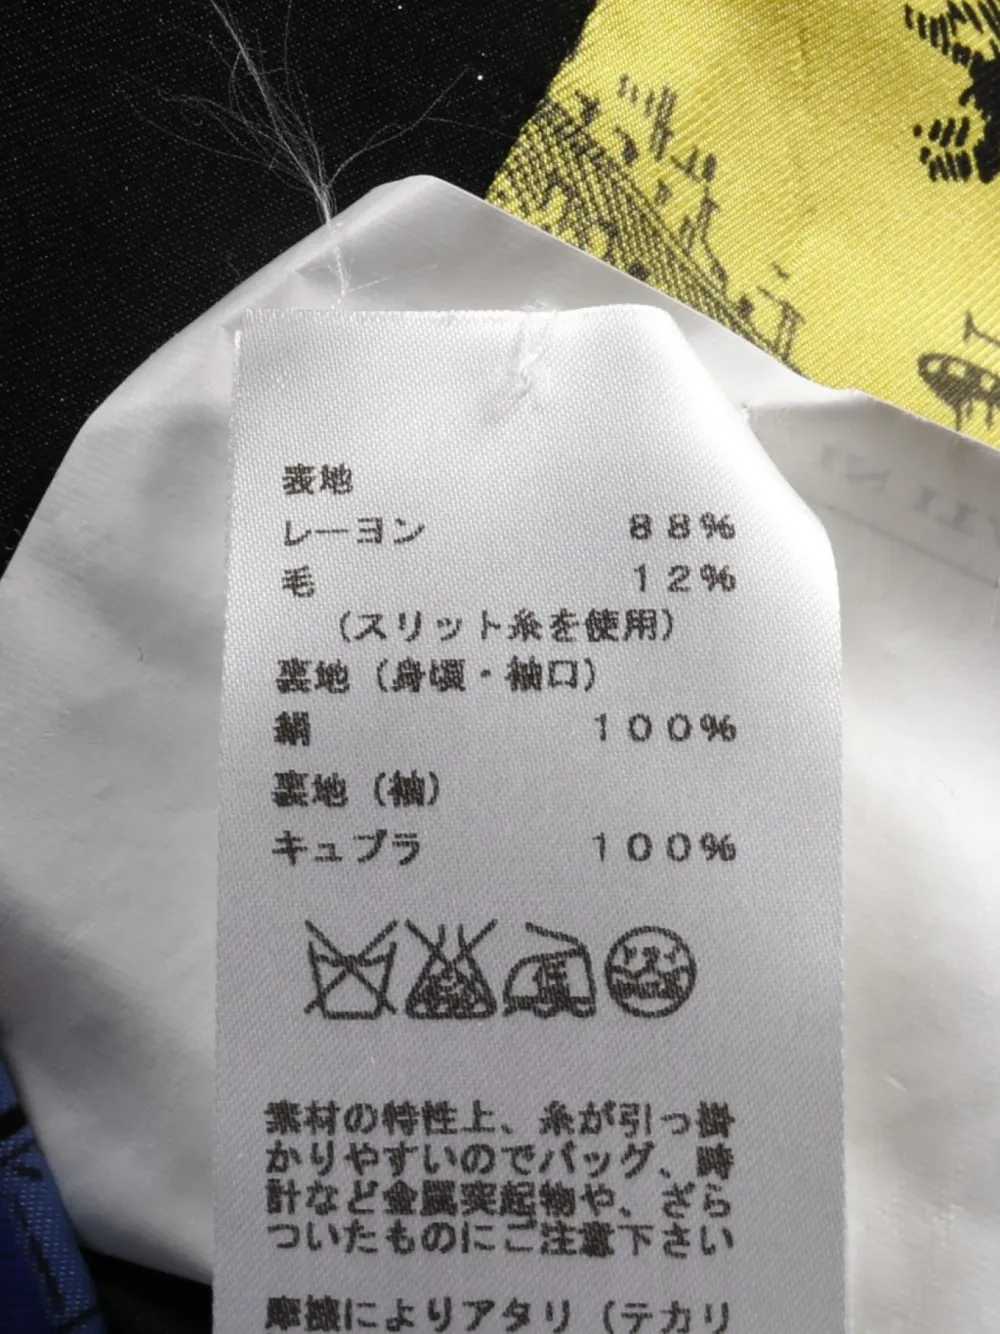 表地
レーヨン 88%
毛 12%
(スリット糸を使用)
裏地(身頃・袖口)
絹 100%
裏地(袖)
キュプラ 100%
素材の特性上、糸が引っ掛
かりやすいのでバッグ、時
計など金属突起物や、ざら
ついたものにご注意下さい
摩擦によりアタリ(テカリ